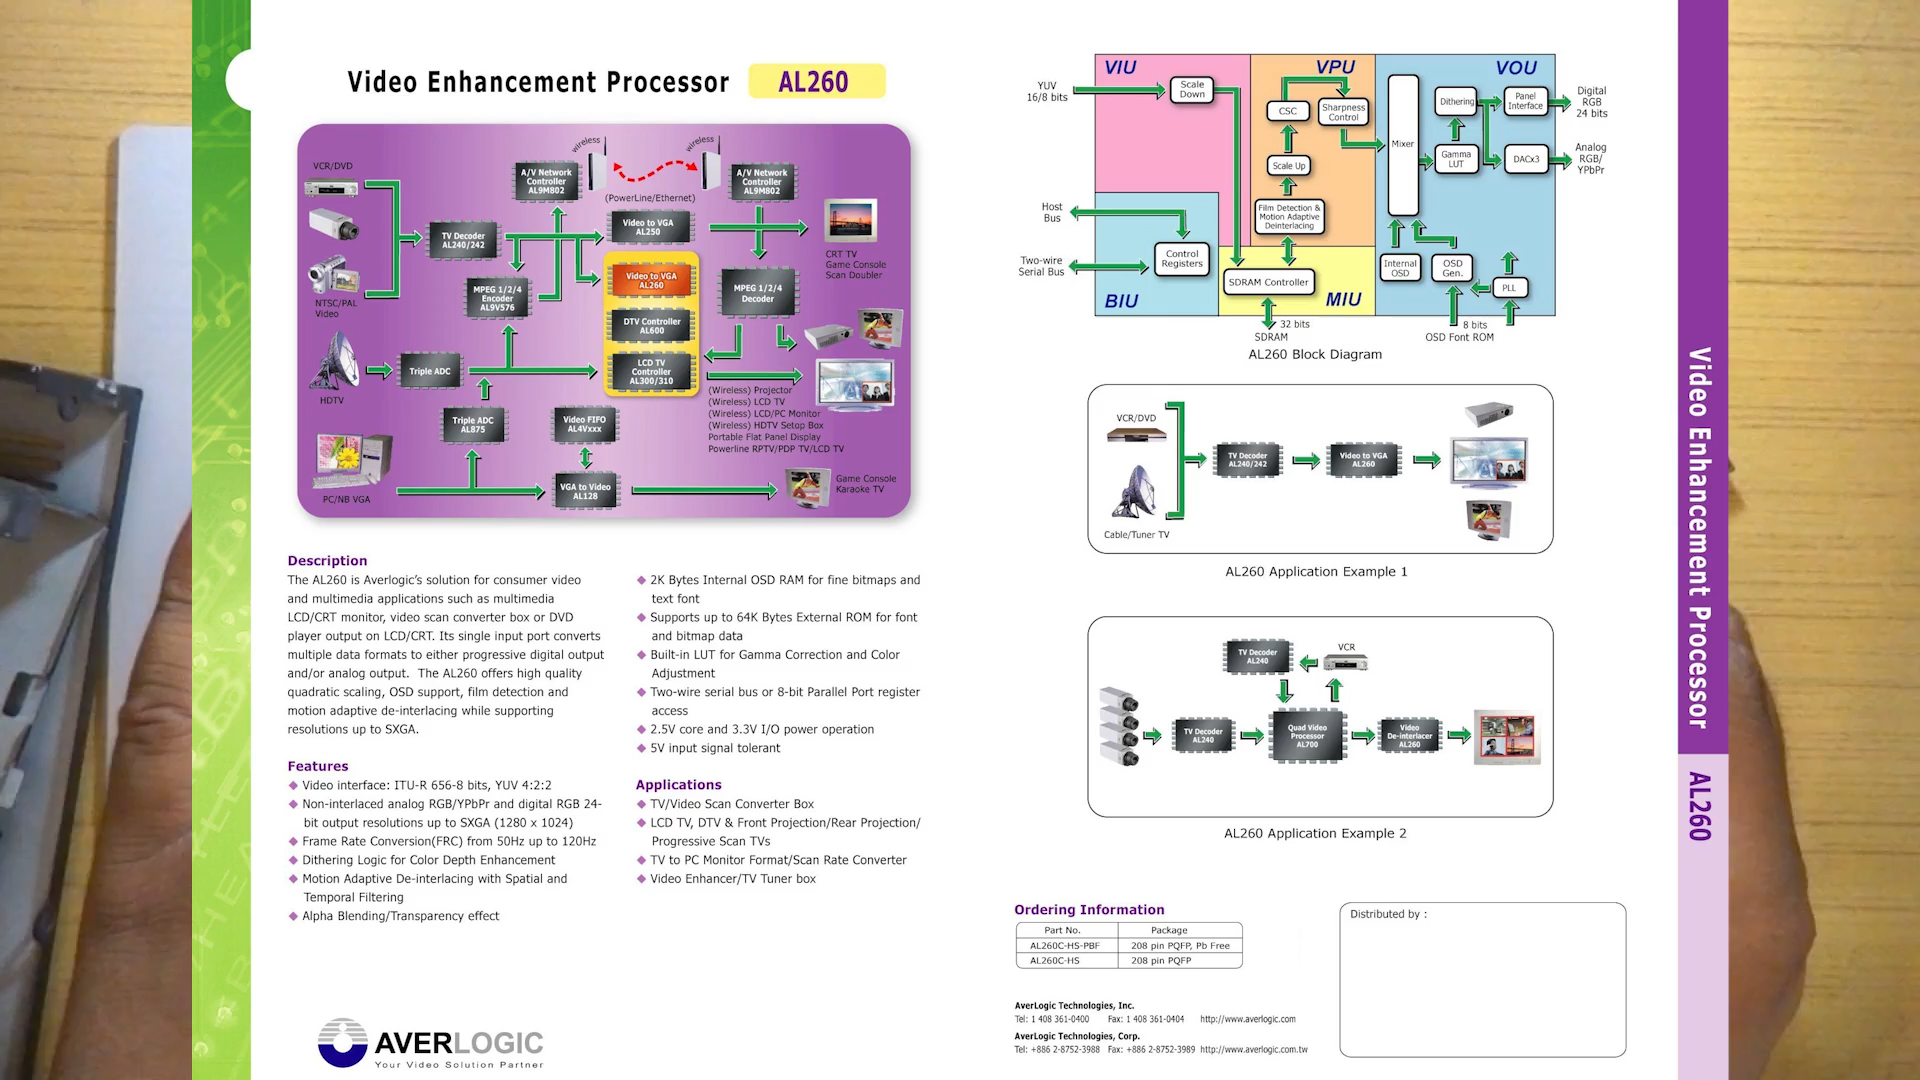 Video Enhancement Processor AL260
VCR/DVD
NTSC/PAL
Video
HDTV
PC/NB VGA
wireless
wireless
A/V Network
Controller
AL9M802
A/V Network
Controller
AL9M802
(PowerLine/Ethernet)
TV Decoder
AL240/242
Video to VGA
AL250
CRT TV
Game Console
Scan Doubler
Video to VGA
AL260
MPEG 1/2/4
Encoder
AL9V576
MPEG 1/2/4
Decoder
DTV Controller
AL600
Triple ADC
LCD TV
Controller
AL300/310
(Wireless) Projector
(Wireless) LCD TV
(Wireless) LCD/PC Monitor
(Wireless) HDTV Setop Box
Portable Flat Panel Display
Powerline RPTV/PDP TV/LCD TV
Triple ADC
AL875
Video FIFO
AL4Vxxx
VGA to Video
AL128
Game Console
Karaoke TV
Description
The AL260 is Averlogic's solution for consumer video
and multimedia applications such as multimedia
LCD/CRT monitor, video scan converter box or DVD
player output on LCD/CRT. Its single input port converts
multiple data formats to either progressive digital output
and/or analog output. The AL260 offers high quality
quadratic scaling, OSD support, film detection and
motion adaptive de-interlacing while supporting
resolutions up to SXGA.
Features
◆ Video interface: ITU-R 656-8 bits, YUV 4:2:2
◆ Non-interlaced analog RGB/YPbPr and digital RGB 24-
bit output resolutions up to SXGA (1280 x 1024)
◆ Frame Rate Conversion(FRC) from 50Hz up to 120Hz
◆ Dithering Logic for Color Depth Enhancement
◆ Motion Adaptive De-interlacing with Spatial and
Temporal Filtering
◆ Alpha Blending/Transparency effect
◆ 2K Bytes Internal OSD RAM for fine bitmaps and
text font
◆ Supports up to 64K Bytes External ROM for font
and bitmap data
◆ Built-in LUT for Gamma Correction and Color
Adjustment
◆ Two-wire serial bus or 8-bit Parallel Port register
access
◆ 2.5V core and 3.3V I/O power operation
◆ 5V input signal tolerant
Applications
◆ TV/Video Scan Converter Box
◆ LCD TV, DTV & Front Projection/Rear Projection/
Progressive Scan TVs
◆ TV to PC Monitor Format/Scan Rate Converter
◆ Video Enhancer/TV Tuner box
AVERLOGIC
Your Video Solution Partner
VIU
VPU
VOU
BIU
MIU
YUV
16/8 bits
Scale
Down
CSC
Sharpness
Control
Mixer
Dithering
Panel
Interface
Digital
RGB
24 bits
Scale Up
Gamma
LUT
DACx3
Analog
RGB/
YPbPr
Host
Bus
Film Detection &
Motion Adaptive
Deinterlacing
Two-wire
Serial Bus
Control
Registers
SDRAM Controller
Internal
OSD
OSD
Gen.
PLL
32 bits
SDRAM
8 bits
OSD Font ROM
AL260 Block Diagram
VCR/DVD
TV Decoder
AL240/242
Video to VGA
AL260
Cable/Tuner TV
AL260 Application Example 1
TV Decoder
AL240
VCR
TV Decoder
AL240
Quad Video
Processor
AL700
Video
De-interlacer
AL260
AL260 Application Example 2
Ordering Information
Part No. Package
AL260C-HS-PBF 208 pin PQFP, Pb Free
AL260C-HS 208 pin PQFP
AverLogic Technologies, Inc.
Tel: 1 408 361-0400 Fax: 1 408 361-0404 http://www.averlogic.com
AverLogic Technologies, Corp.
Tel: +886 2-8752-3988 Fax: +886 2-8752-3989 http://www.averlogic.com.tw
Distributed by :
Video Enhancement Processor
AL260